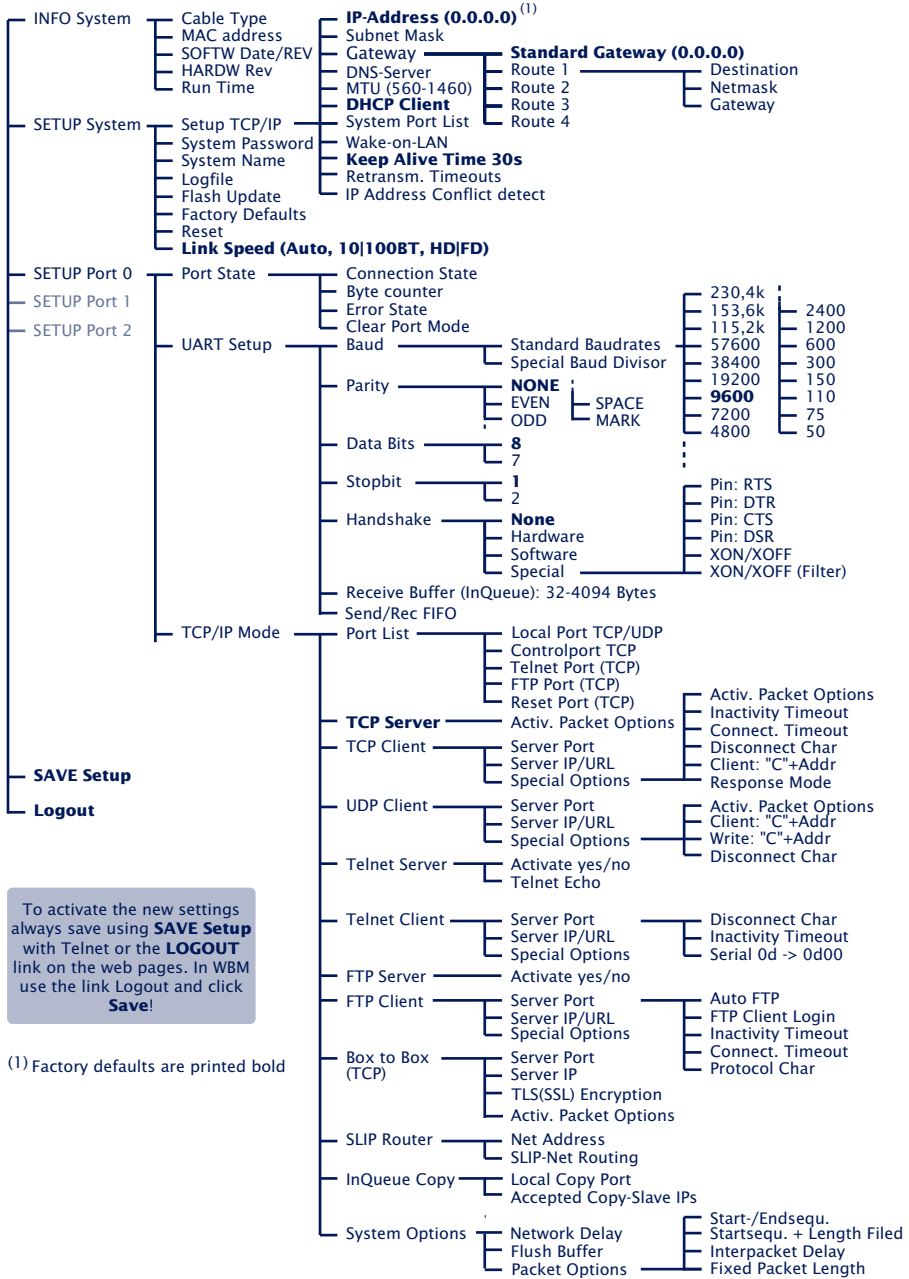 INFO System
Cable Type
MAC address
SOFTW Date/REV
HARDW Rev
Run Time
SETUP System
Setup TCP/IP
System Password
System Name
Logfile
Flash Update
Factory Defaults
Reset
Link Speed (Auto, 10|100BT, HD|FD)
IP-Address (0.0.0.0) (1)
Subnet Mask
Gateway
DNS-Server
MTU (560-1460)
DHCP Client
System Port List
Wake-on-LAN
Keep Alive Time 30s
Retransm. Timeouts
IP Address Conflict detect
Standard Gateway (0.0.0.0)
Route 1
Route 2
Route 3
Route 4
Destination
Netmask
Gateway
SETUP Port 0
SETUP Port 1
SETUP Port 2
Port State
Connection State
Byte counter
Error State
Clear Port Mode
UART Setup
Baud
Standard Baudrates
Special Baud Divisor
230,4k
153,6k
115,2k
57600
38400
19200
9600
7200
4800
2400
1200
600
300
150
110
75
50
Parity
NONE
EVEN
ODD
SPACE
MARK
Data Bits
8
7
Stopbit
1
2
Handshake
None
Hardware
Software
Special
Pin: RTS
Pin: DTR
Pin: CTS
Pin: DSR
XON/XOFF
XON/XOFF (Filter)
Receive Buffer (InQueue): 32-4094 Bytes
Send/Rec FIFO
TCP/IP Mode
Port List
Local Port TCP/UDP
Controlport TCP
Telnet Port (TCP)
FTP Port (TCP)
Reset Port (TCP)
TCP Server
Activ. Packet Options
TCP Client
Server Port
Server IP/URL
Special Options
Activ. Packet Options
Inactivity Timeout
Connect. Timeout
Disconnect Char
Client: "C"+Addr
Response Mode
UDP Client
Server Port
Server IP/URL
Special Options
Activ. Packet Options
Client: "C"+Addr
Write: "C"+Addr
Disconnect Char
Telnet Server
Activate yes/no
Telnet Echo
Telnet Client
Server Port
Server IP/URL
Special Options
Disconnect Char
Inactivity Timeout
Serial 0d -> 0d00
FTP Server
Activate yes/no
FTP Client
Server Port
Server IP/URL
Special Options
Auto FTP
FTP Client Login
Inactivity Timeout
Connect. Timeout
Protocol Char
Box to Box
(TCP)
Server Port
Server IP
TLS(SSL) Encryption
Activ. Packet Options
SLIP Router
Net Address
SLIP-Net Routing
InQueue Copy
Local Copy Port
Accepted Copy-Slave IPs
System Options
Network Delay
Flush Buffer
Packet Options
Start-/Endsequ.
Startsequ. + Length Filed
Interpacket Delay
Fixed Packet Length
SAVE Setup
Logout
To activate the new settings
always save using SAVE Setup
with Telnet or the LOGOUT
link on the web pages. In WBM
use the link Logout and click
Save!
(1) Factory defaults are printed bold